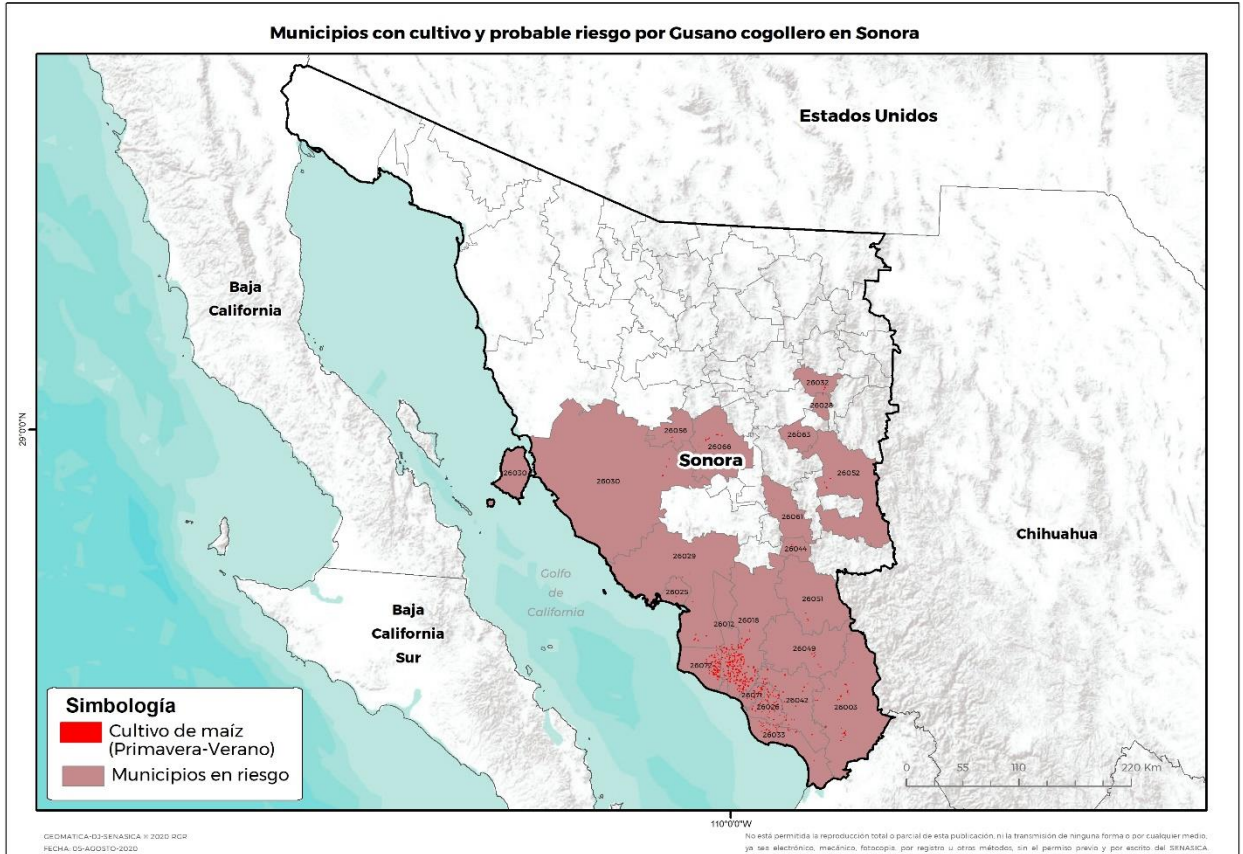 Municipios con cultivo y probable riesgo por Gusano cogollero en Sonora
Estados Unidos
Baja
California
26032
26028
29°0'0"N
26056
26066
26063
Sonora
26052
26030
26030
26061
Chihuahua
26044
26029
Golfo
de
California
26025
26051
Baja
California
Sur
26012
26018
26049
26072
26071
26042
26026
26003
26033
Simbología
Cultivo de maíz
(Primavera-Verano)
Municipios en riesgo
0 55 110 220 Km
110°0'0"W
GEOMATICA-DJ-SENASICA © 2020 RGR
FECHA: 05-AGOSTO-2020
No está permitida la reproducción total o parcial de esta publicación, ni la transmisión de ninguna forma o por cualquier medio,
ya sea electrónico, mecánico, fotocopia, por registro u otros métodos, sin el permiso previo y por escrito del SENASICA.